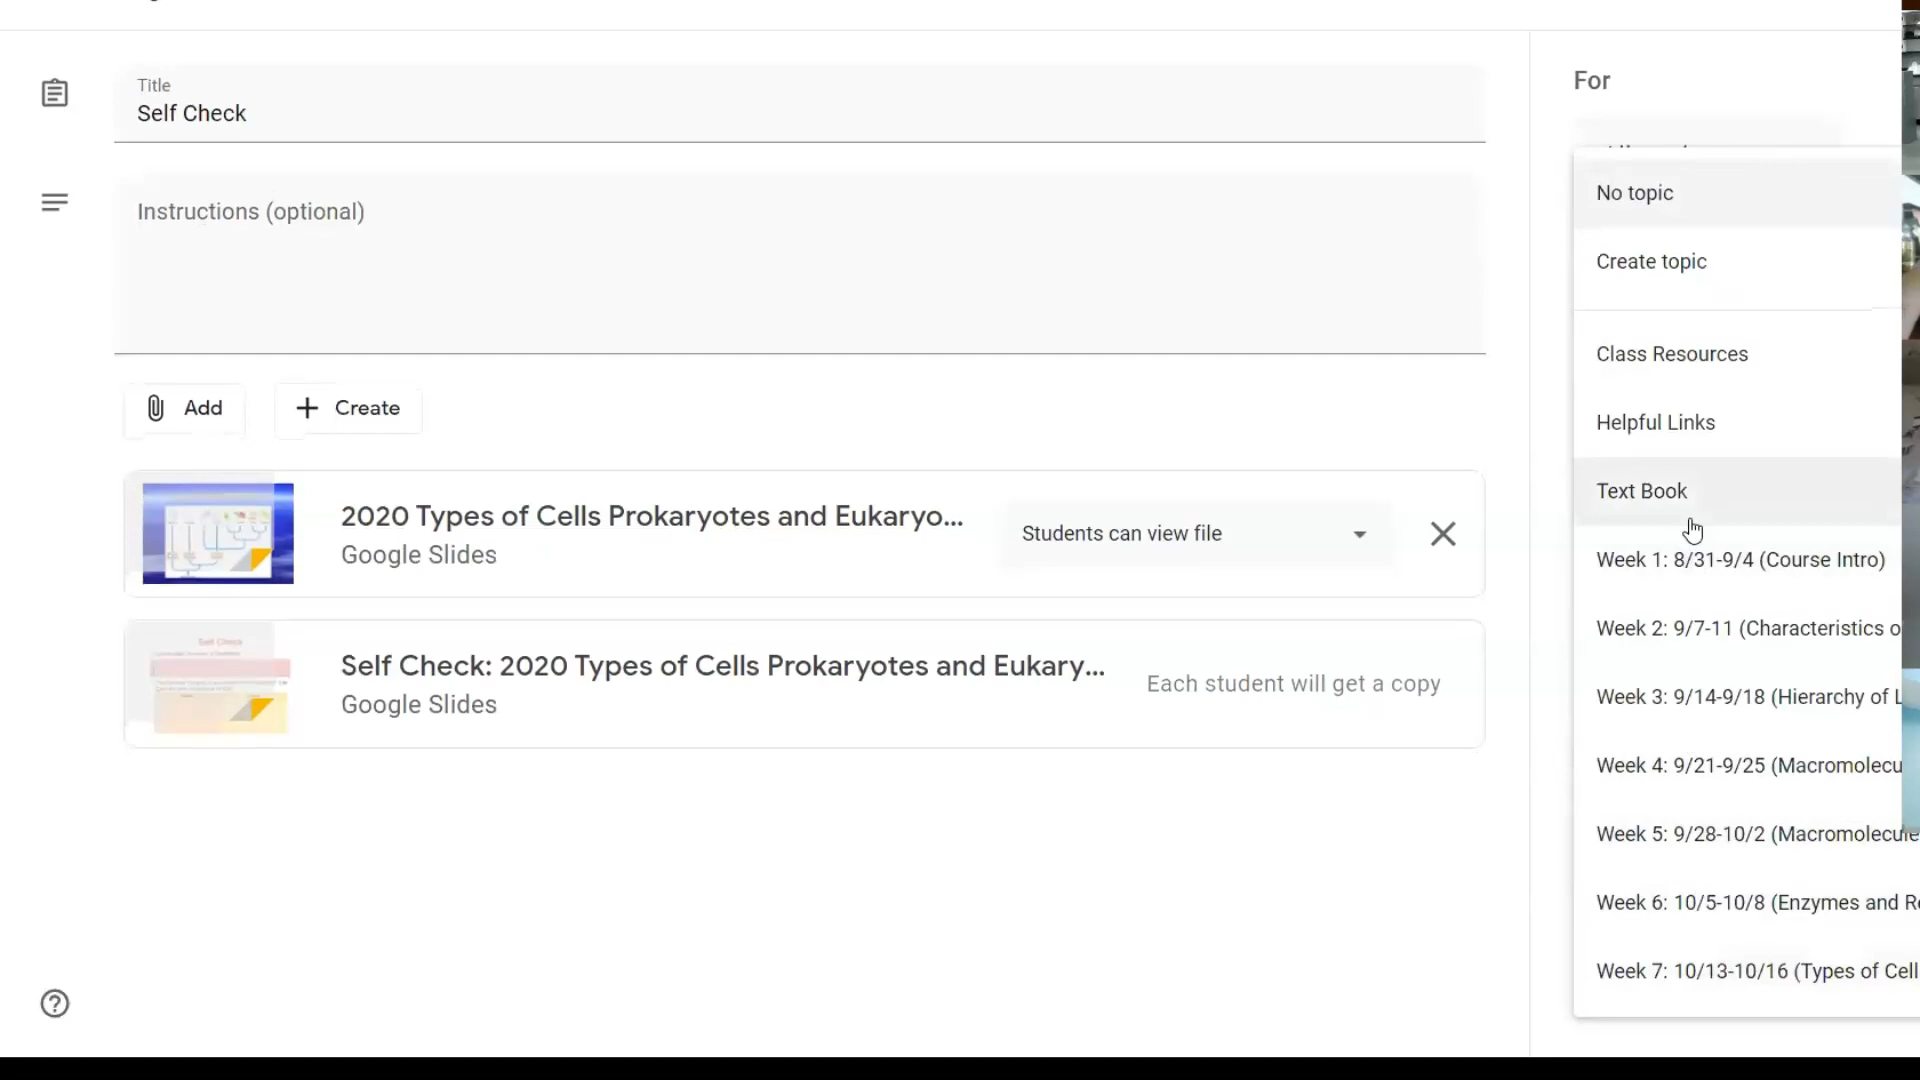 Title
Self Check
Instructions (optional)
Add
Create
2020 Types of Cells Prokaryotes and Eukaryo...
Google Slides
Students can view file
Self Check: 2020 Types of Cells Prokaryotes and Eukary...
Google Slides
Each student will get a copy
For
No topic
Create topic
Class Resources
Helpful Links
Text Book
Week 1: 8/31-9/4 (Course Intro)
Week 2: 9/7-11 (Characteristics o
Week 3: 9/14-9/18 (Hierarchy of L
Week 4: 9/21-9/25 (Macromolecu
Week 5: 9/28-10/2 (Macromolecule
Week 6: 10/5-10/8 (Enzymes and Re
Week 7: 10/13-10/16 (Types of Cell